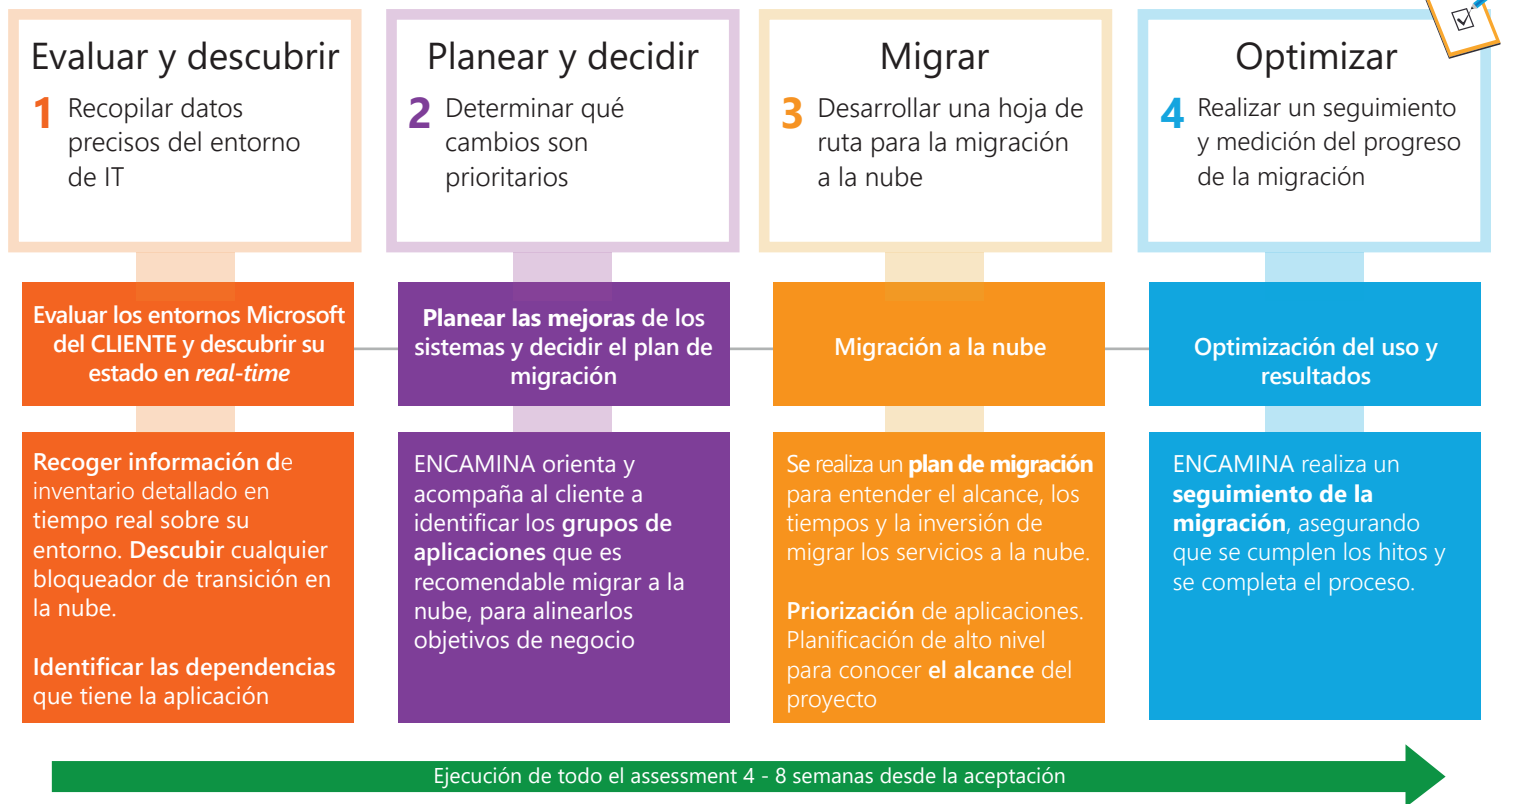 Evaluar y descubrir
1 Recopilar datos
precisos del entorno
de IT
Planear y decidir
2 Determinar qué
cambios son
prioritarios
Migrar
3 Desarrollar una hoja de
ruta para la migración
a la nube
Optimizar
4 Realizar un seguimiento
y medición del progreso
de la migración
Evaluar los entornos Microsoft
del CLIENTE y descubrir su
estado en real-time
Planear las mejoras de los
sistemas y decidir el plan de
migración
Migración a la nube
Optimización del uso y
resultados
Recoger información de
inventario detallado en
tiempo real sobre su
entorno. Descubir cualquier
bloqueador de transición en
la nube.
Identificar las dependencias
que tiene la aplicación
ENCAMINA orienta y
acompaña al cliente a
identificar los grupos de
aplicaciones que es
recomendable migrar a la
nube, para alinearlos
objetivos de negocio
Se realiza un plan de migración
para entender el alcance, los
tiempos y la inversión de
migrar los servicios a la nube.
Priorización de aplicaciones.
Planificación de alto nivel
para conocer el alcance del
proyecto
ENCAMINA realiza un
seguimiento de la
migración, asegurando
que se cumplen los hitos y
se completa el proceso.
Ejecución de todo el assessment 4 - 8 semanas desde la aceptación